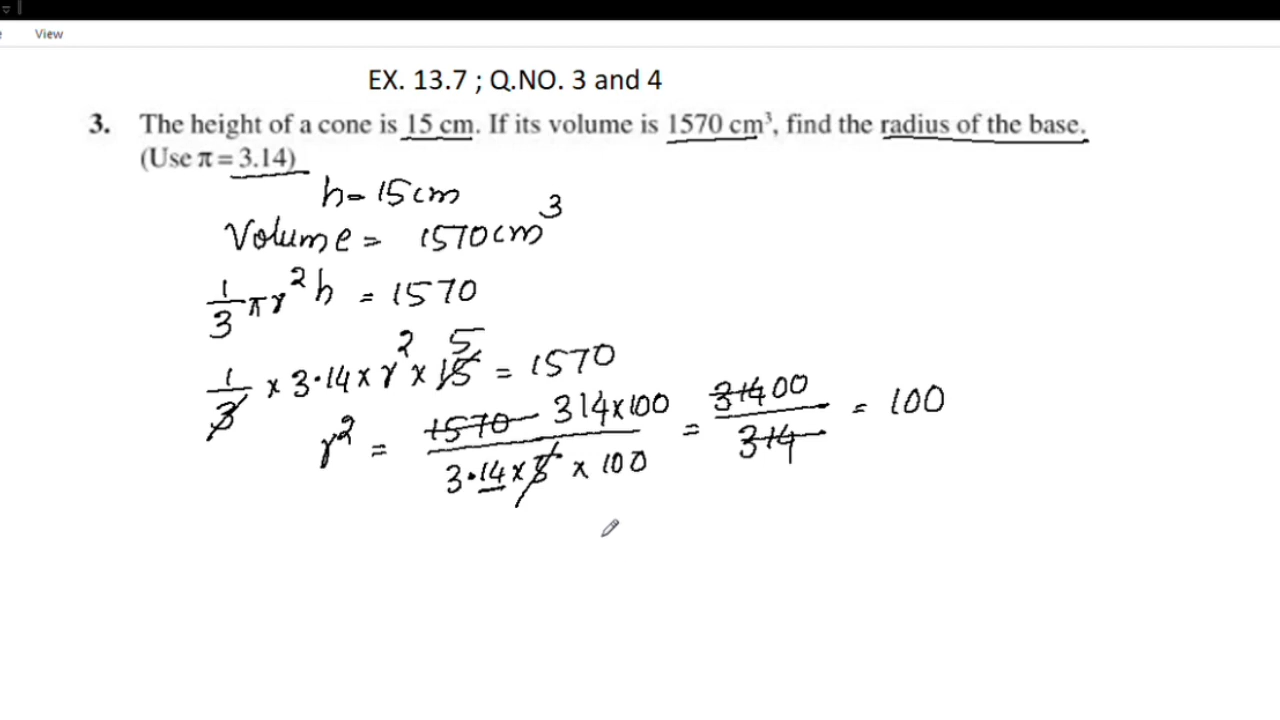 View
EX. 13.7 ; Q.NO. 3 and 4
3. The height of a cone is 15 cm. If its volume is 1570 cm³, find the radius of the base.
(Use π = 3.14)
h = 15cm
Volume = 1570cm³
1/3 πr²h = 1570
1/3 × 3.14 × r² × 15 5 = 1570
r² = 1570 314×100 / 3.14 × 5 × 100 = 31400 / 314 = 100